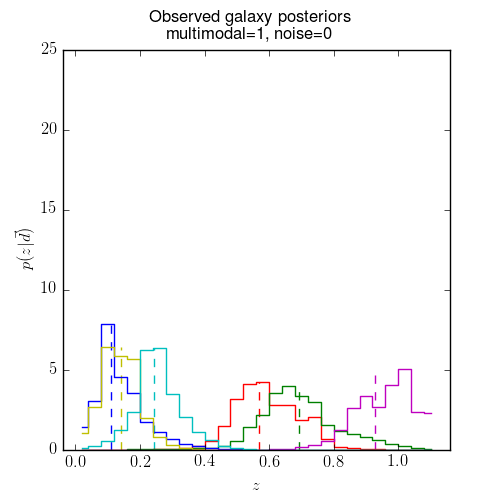 Observed galaxy posteriors
multimodal=1, noise=0
25
20
15
10
5
0
p(z|d⃗)
0.0 0.2 0.4 0.6 0.8 1.0
z